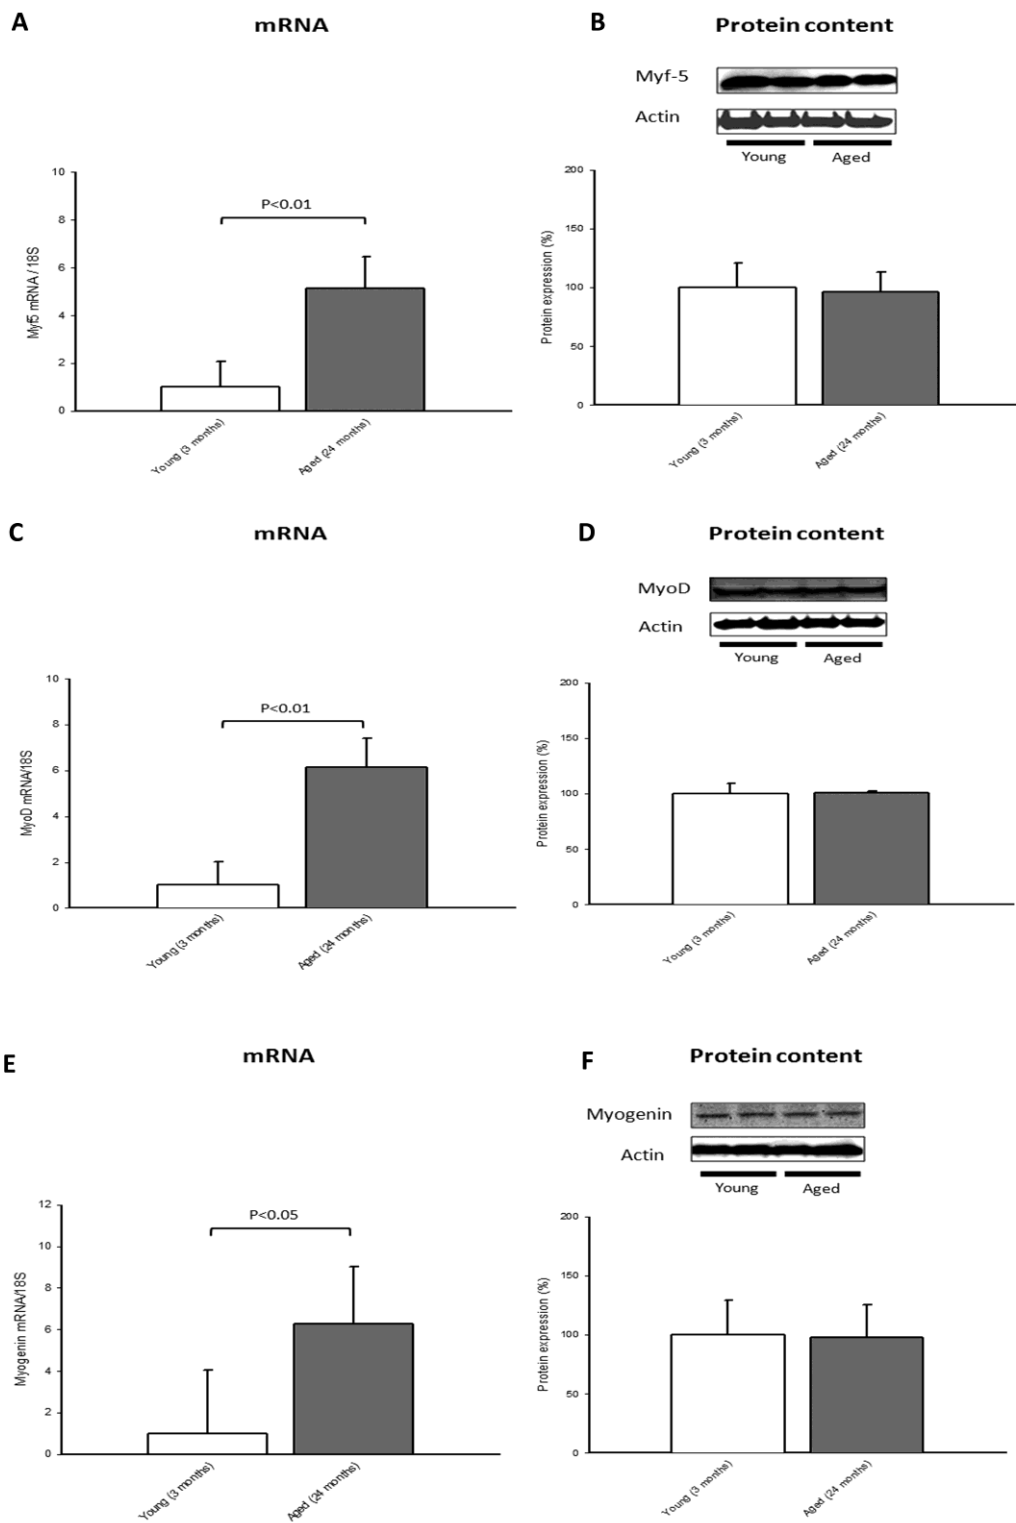 A
mRNA
B
Protein content
Myf-5
Actin
Young
Aged
10
8
6
4
2
0
Myf5 mRNA / 18S
P<0.01
Young (3 months)
Aged (24 months)
200
150
100
50
0
Protein expression (%)
Young (3 months)
Aged (24 months)
C
mRNA
D
Protein content
MyoD
Actin
Young
Aged
10
8
6
4
2
0
MyoD mRNA/18S
P<0.01
Young (3 months)
Aged (24 months)
200
150
100
50
0
Protein expression (%)
Young (3 months)
Aged (24 months)
E
mRNA
F
Protein content
Myogenin
Actin
Young
Aged
12
10
8
6
4
2
0
Myogenin mRNA/18S
P<0.05
Young (3 months)
Aged (24 months)
200
150
100
50
0
Protein expression (%)
Young (3 months)
Aged (24 months)